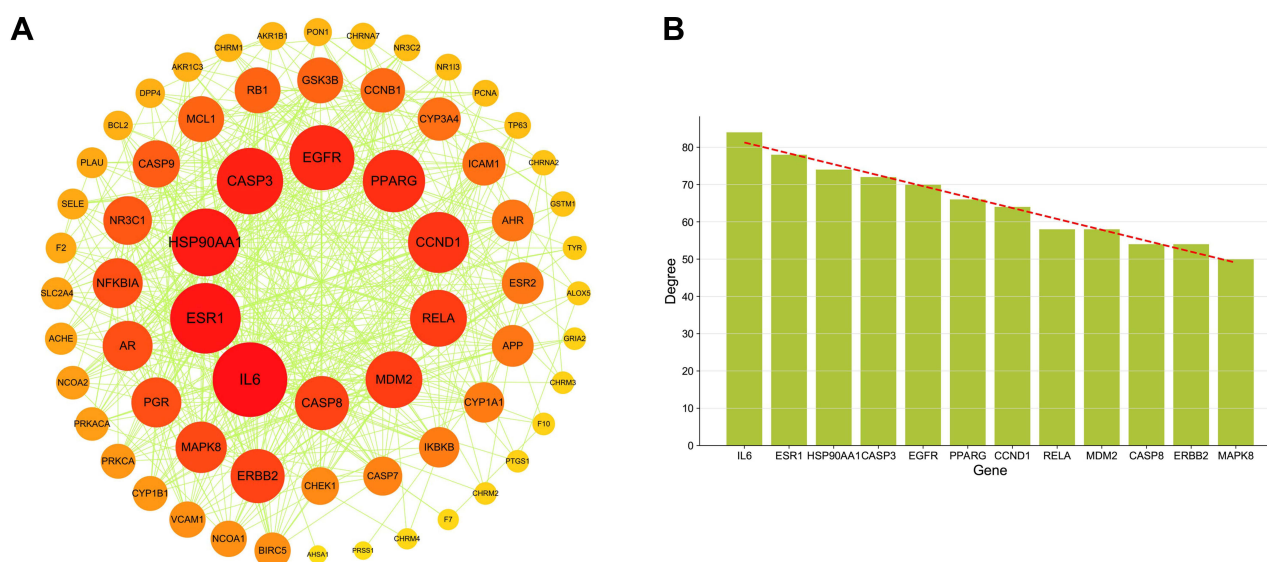 A
B
PON1
AKR1B1
CHRNA7
CHRM1
NR3C2
AKR1C3
NR1I3
DPP4
PCNA
BCL2
TP63
PLAU
CHRNA2
SELE
GSTM1
F2
TYR
SLC2A4
ALOX5
ACHE
GRIA2
NCOA2
CHRM3
PRKACA
F10
PRKCA
PTGS1
CYP1B1
CHRM2
VCAM1
F7
NCOA1
CHRM4
BIRC5
AHSA1
PRSS1
GSK3B
RB1
CCNB1
MCL1
CYP3A4
CASP9
ICAM1
NR3C1
AHR
NFKBIA
ESR2
AR
APP
PGR
CYP1A1
MAPK8
IKBKB
ERBB2
CASP7
CHEK1
EGFR
CASP3
PPARG
HSP90AA1
CCND1
ESR1
RELA
IL6
MDM2
CASP8
Degree
80
70
60
50
40
30
20
10
0
IL6 ESR1 HSP90AA1 CASP3 EGFR PPARG CCND1 RELA MDM2 CASP8 ERBB2 MAPK8
Gene